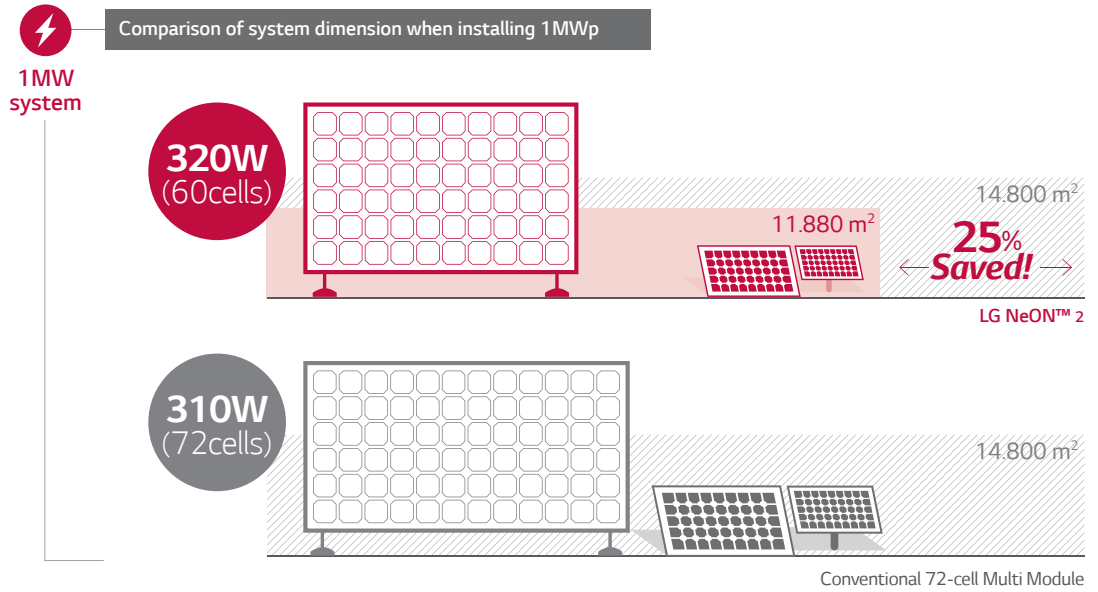 Comparison of system dimension when installing 1MWp
1MW
system
320W
(60cells)
14.800 m²
11.880 m²
25%
Saved!
LG NeON™ 2
310W
(72cells)
14.800 m²
Conventional 72-cell Multi Module